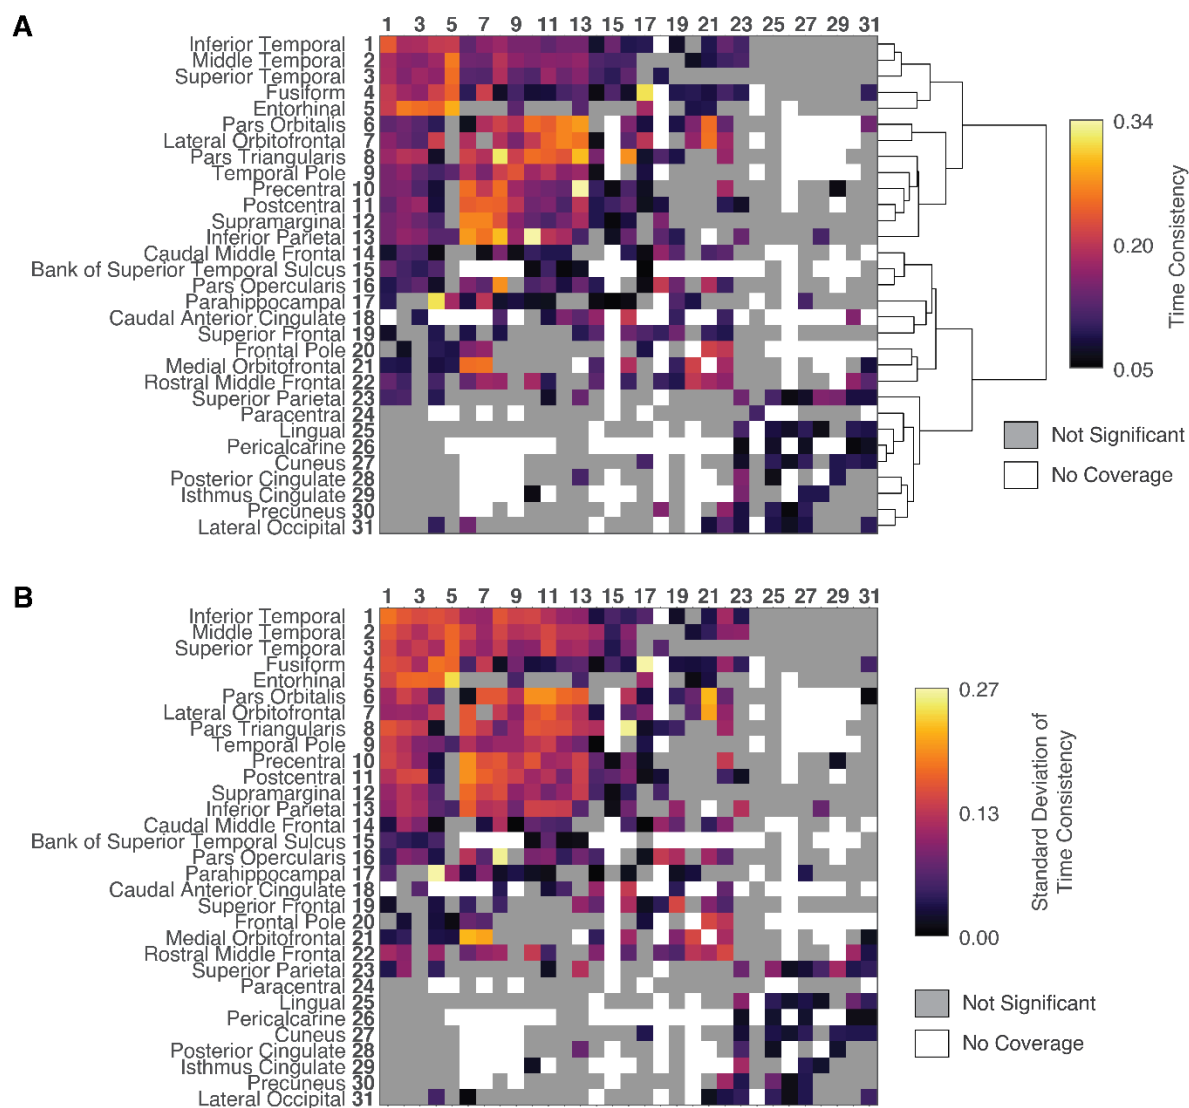 A
1 3 5 7 9 11 13 15 17 19 21 23 25 27 29 31
Inferior Temporal 1
Middle Temporal 2
Superior Temporal 3
Fusiform 4
Entorhinal 5
Pars Orbitalis 6
Lateral Orbitofrontal 7
Pars Triangularis 8
Temporal Pole 9
Precentral 10
Postcentral 11
Supramarginal 12
Inferior Parietal 13
Caudal Middle Frontal 14
Bank of Superior Temporal Sulcus 15
Pars Opercularis 16
Parahippocampal 17
Caudal Anterior Cingulate 18
Superior Frontal 19
Frontal Pole 20
Medial Orbitofrontal 21
Rostral Middle Frontal 22
Superior Parietal 23
Paracentral 24
Lingual 25
Pericalcarine 26
Cuneus 27
Posterior Cingulate 28
Isthmus Cingulate 29
Precuneus 30
Lateral Occipital 31
0.34
0.20
0.05
Time Consistency
Not Significant
No Coverage
B
1 3 5 7 9 11 13 15 17 19 21 23 25 27 29 31
Inferior Temporal 1
Middle Temporal 2
Superior Temporal 3
Fusiform 4
Entorhinal 5
Pars Orbitalis 6
Lateral Orbitofrontal 7
Pars Triangularis 8
Temporal Pole 9
Precentral 10
Postcentral 11
Supramarginal 12
Inferior Parietal 13
Caudal Middle Frontal 14
Bank of Superior Temporal Sulcus 15
Pars Opercularis 16
Parahippocampal 17
Caudal Anterior Cingulate 18
Superior Frontal 19
Frontal Pole 20
Medial Orbitofrontal 21
Rostral Middle Frontal 22
Superior Parietal 23
Paracentral 24
Lingual 25
Pericalcarine 26
Cuneus 27
Posterior Cingulate 28
Isthmus Cingulate 29
Precuneus 30
Lateral Occipital 31
0.27
0.13
0.00
Standard Deviation of
Time Consistency
Not Significant
No Coverage